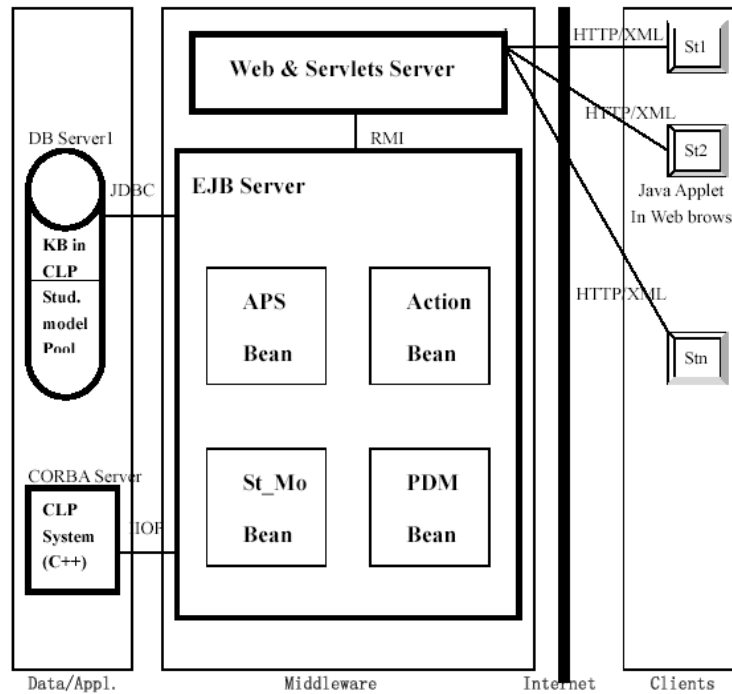 HTTP/XML
St1
Web & Servlets Server
HTTP/XML
DB Server1
RMI
St2
JDBC
EJB Server
Java Applet
In Web brows
KB in
CLP
Stud.
model
Pool
HTTP/XML
APS
Bean
Action
Bean
Stn
CORBA Server
CLP
System
(C++)
IIOP
St_Mo
Bean
PDM
Bean
Data/Appl.
Middleware
Internet
Clients